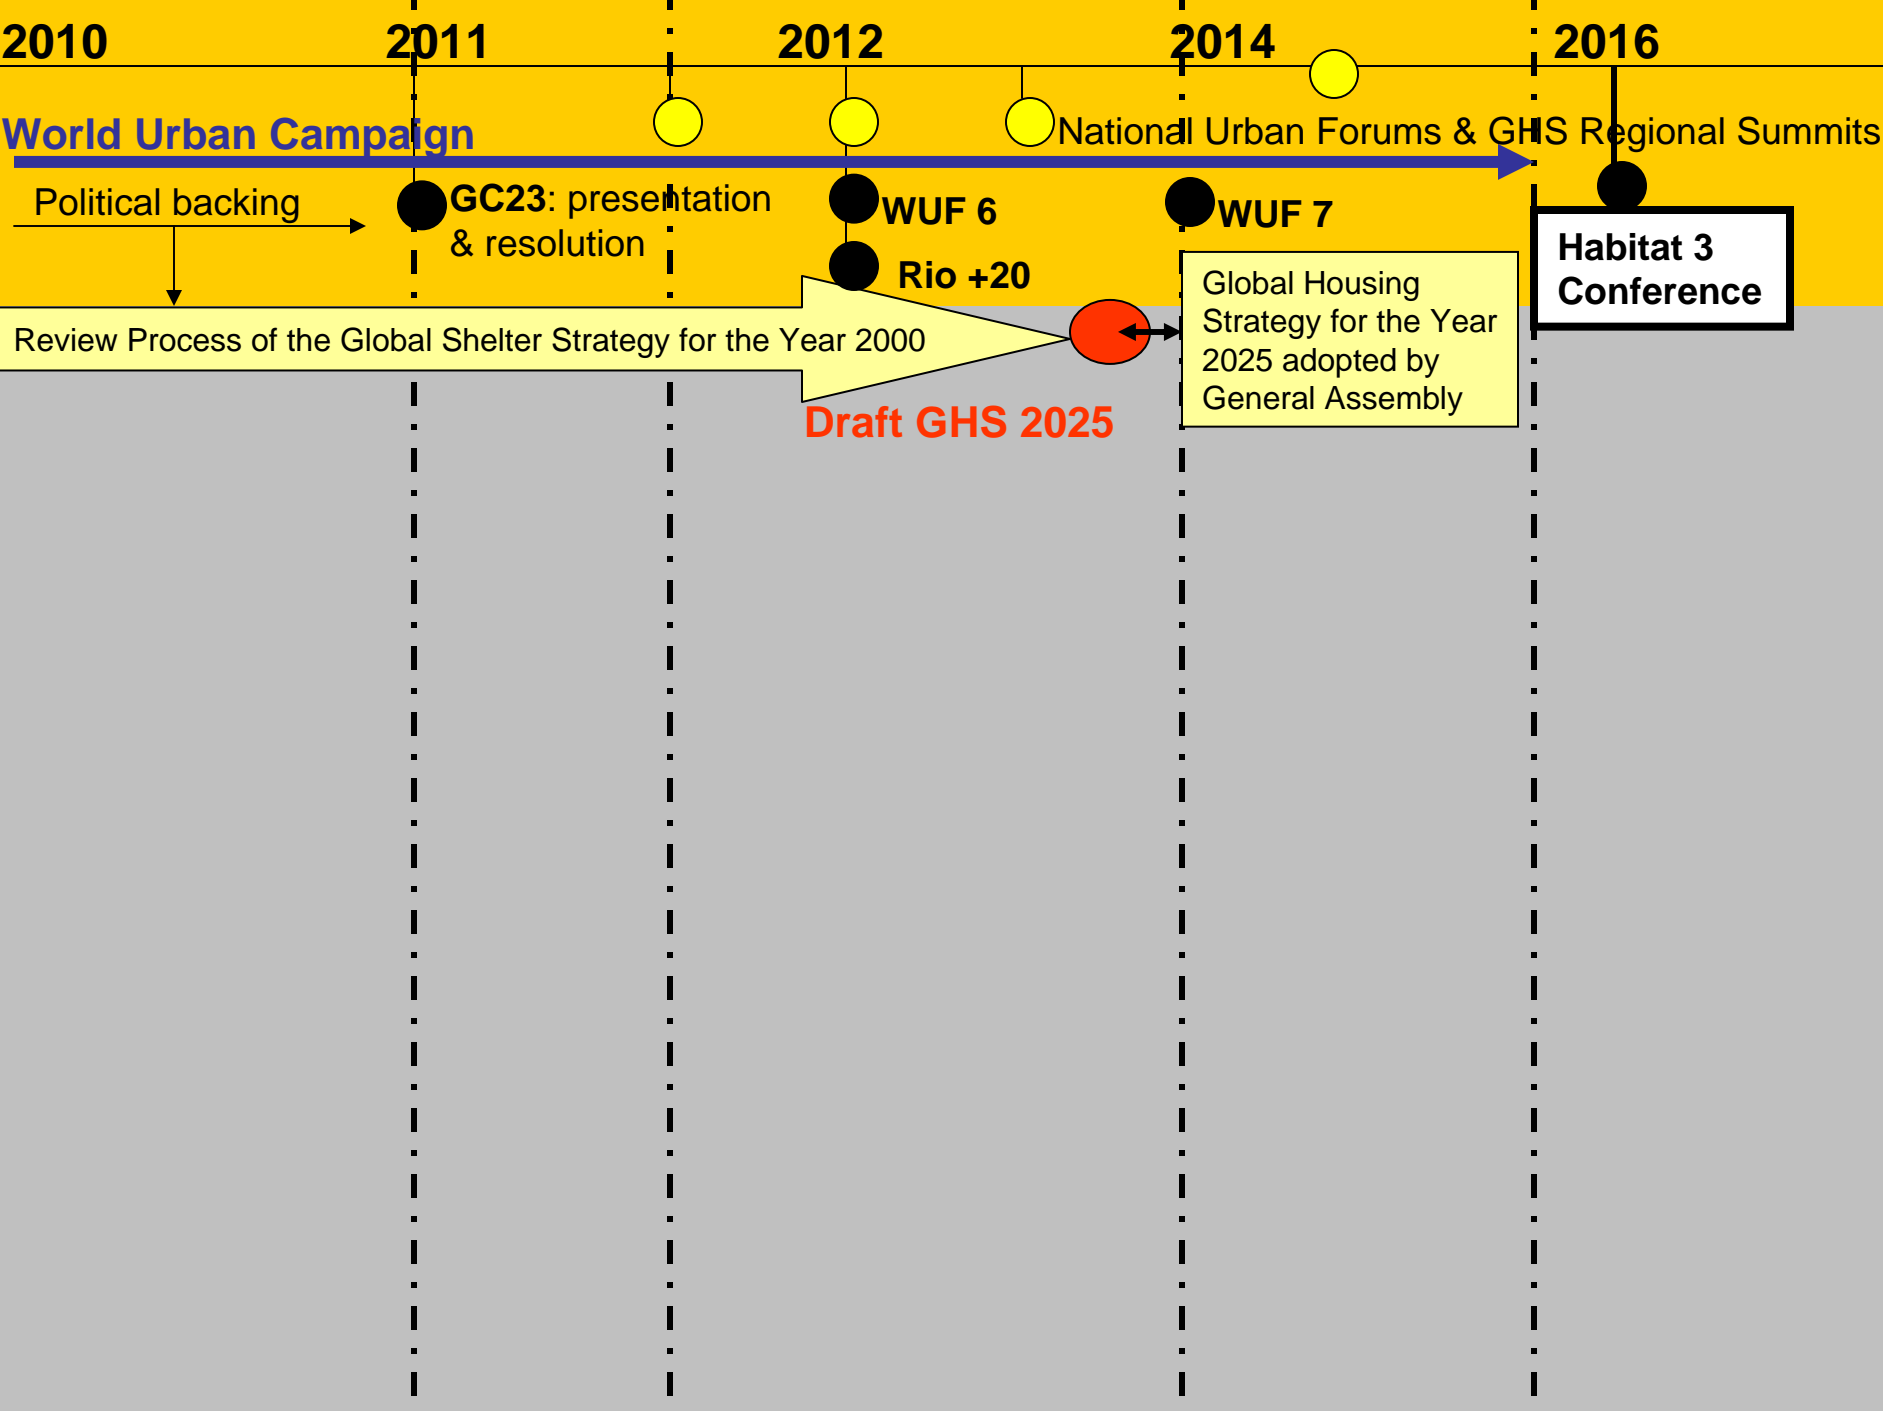 2010 2011 2012 2014 2016
World Urban Campaign
National Urban Forums & GHS Regional Summits
Political backing
GC23: presentation
& resolution
WUF 6
WUF 7
Rio +20
Habitat 3
Conference
Review Process of the Global Shelter Strategy for the Year 2000
Global Housing
Strategy for the Year
2025 adopted by
General Assembly
Draft GHS 2025